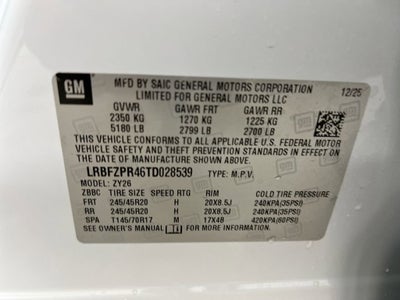 GM
MFD BY SAIC GENERAL MOTORS CORPORATION 12/25
LIMITED FOR GENERAL MOTORS LLC
GVWR GAWR FRT GAWR RR
2350 KG 1270 KG 1225 KG
5180 LB 2799 LB 2700 LB
THIS VEHICLE CONFORMS TO ALL APPLICABLE U.S. FEDERAL MOTOR
VEHICLE SAFETY AND THEFT PREVENTION STANDARDS IN
EFFECT ON THE DATE OF MANUFACTURE SHOWN ABOVE.
LRBFZPR46TD028539 TYPE: M.P.V.
MODEL: ZY26
ZBBC TIRE SIZE SPEED RTG RIM COLD TIRE PRESSURE
FRT 245/45R20 H 20X8.5J 240KPA(35PSI)
RR 245/45R20 H 20X8.5J 240KPA(35PSI)
SPA T145/70R17 M 17X4B 420KPA(60PSI)
SEE OWNER'S MANUAL FOR ADDITIONAL INFORMATION.